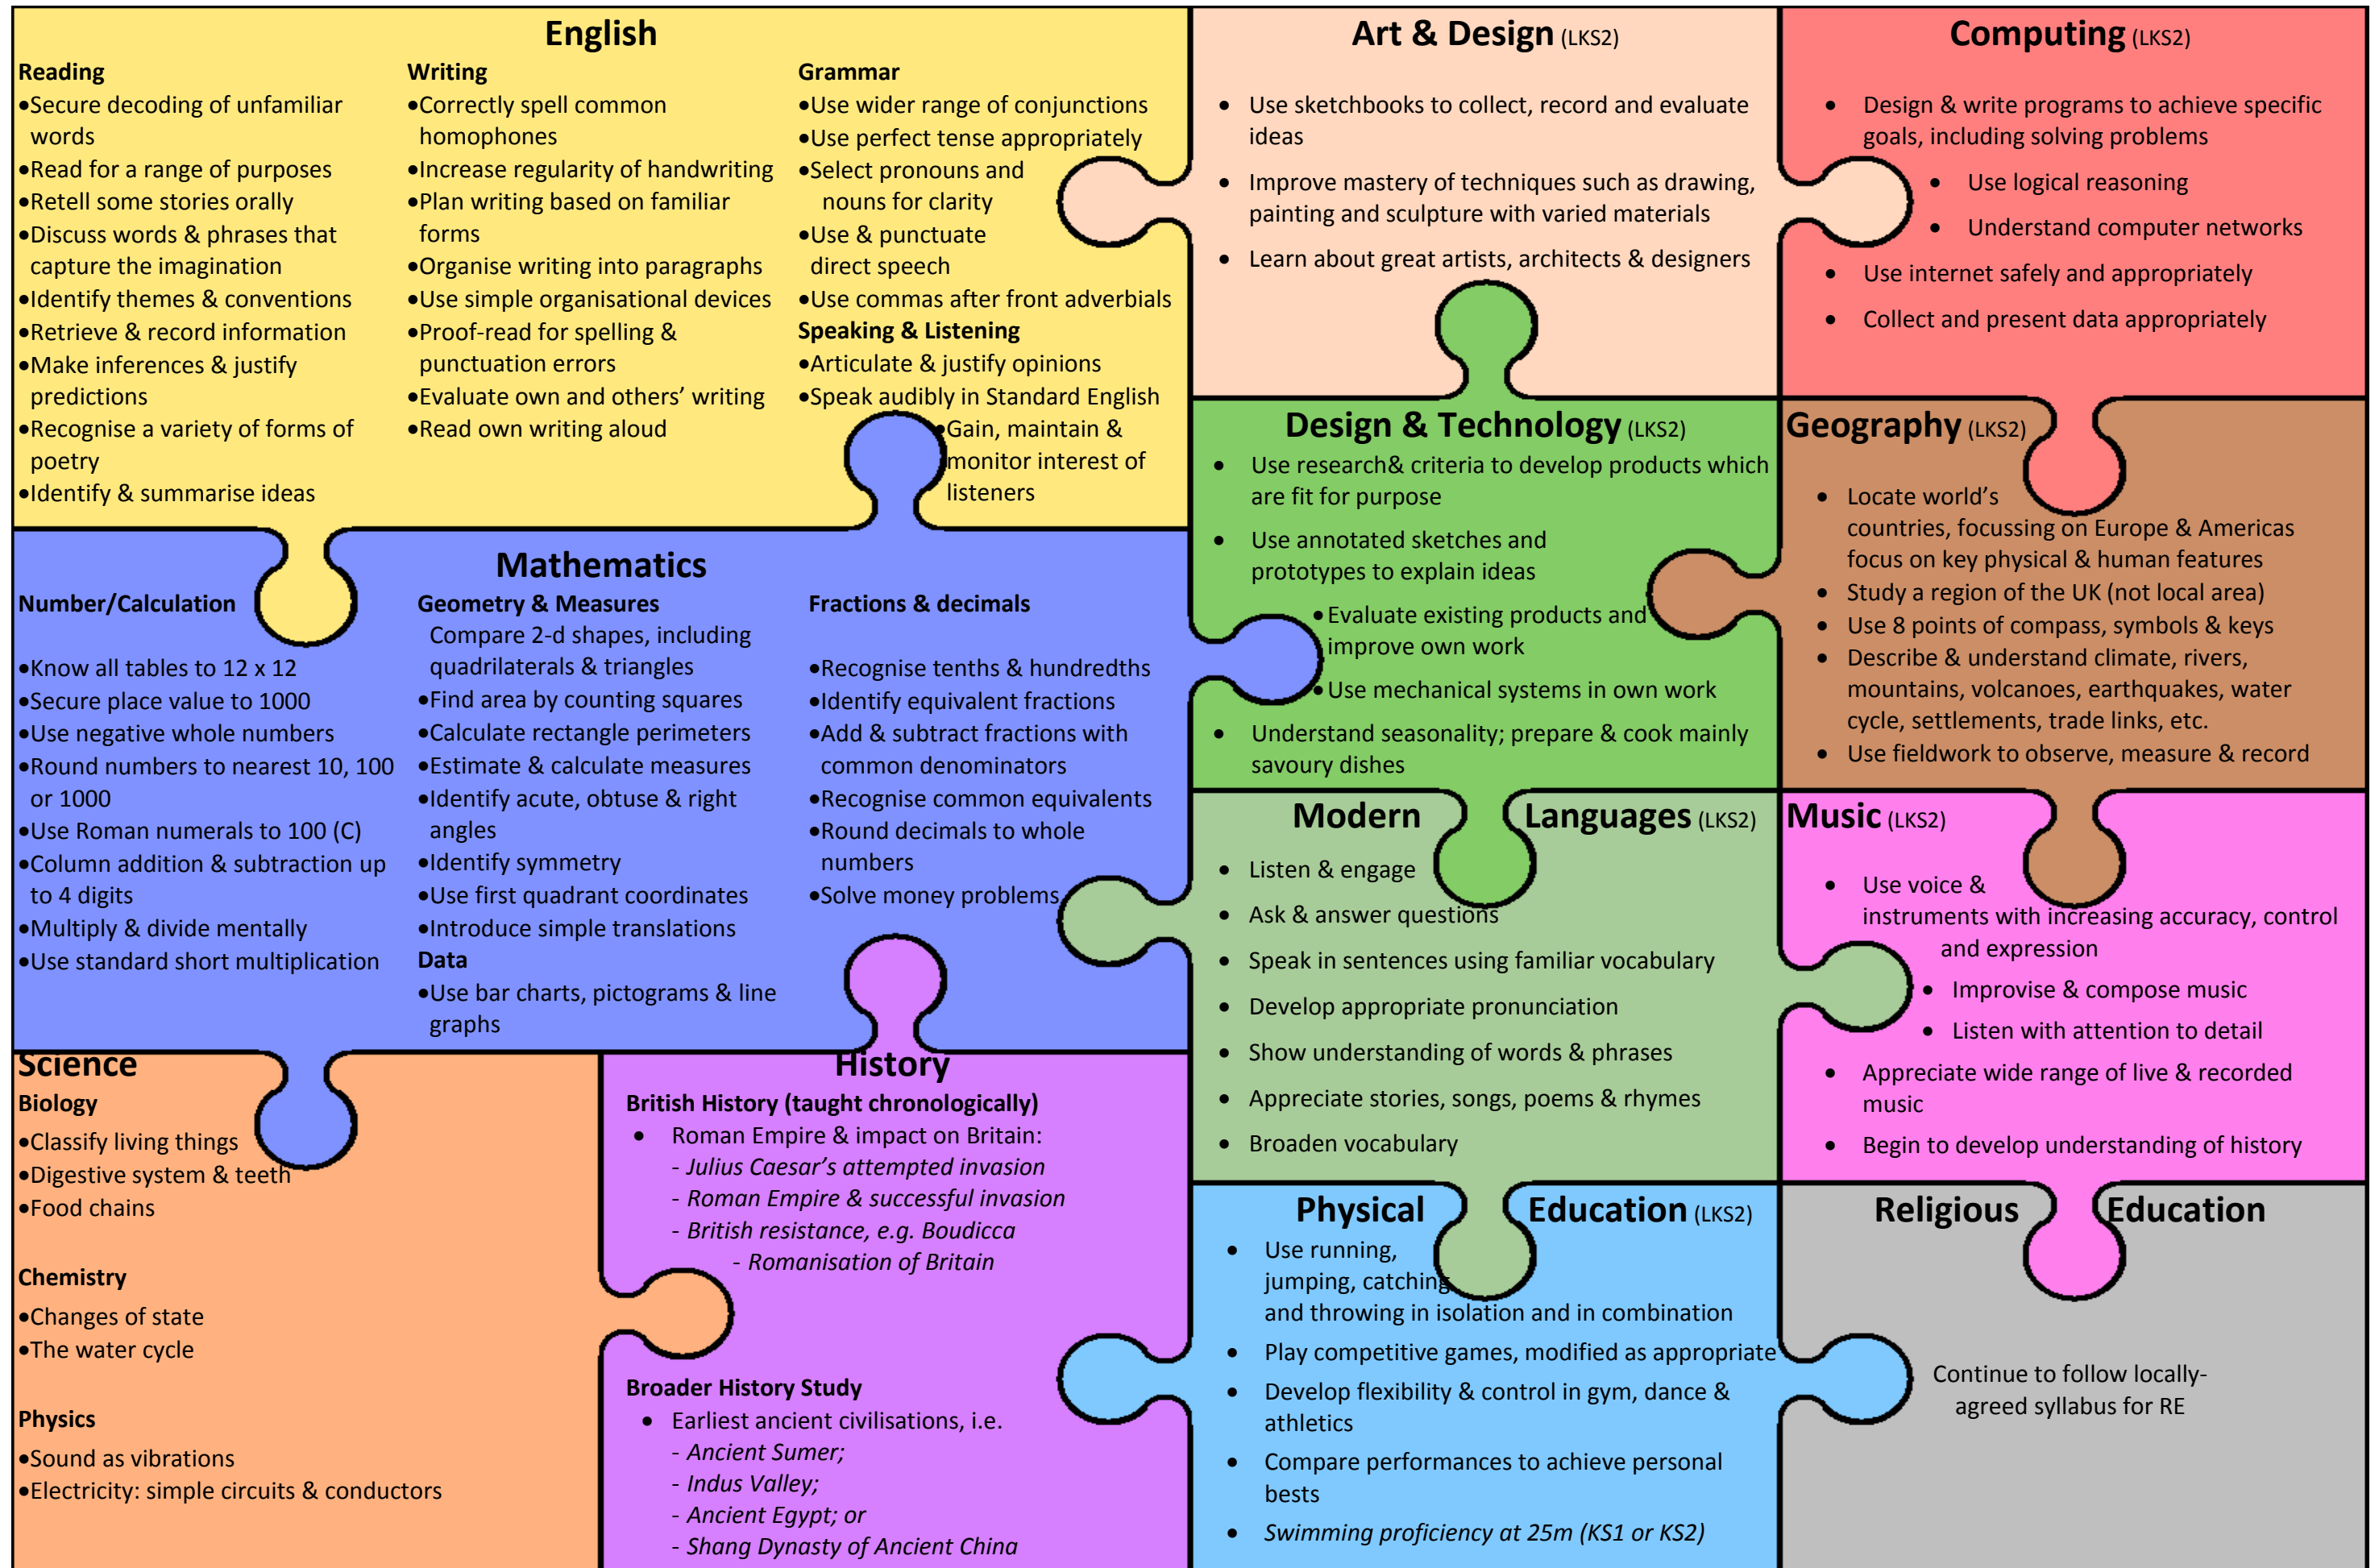 English
Reading
•Secure decoding of unfamiliar
words
•Read for a range of purposes
•Retell some stories orally
•Discuss words & phrases that
capture the imagination
•Identify themes & conventions
•Retrieve & record information
•Make inferences & justify
predictions
•Recognise a variety of forms of
poetry
•Identify & summarise ideas
Writing
•Correctly spell common
homophones
•Increase regularity of handwriting
•Plan writing based on familiar
forms
•Organise writing into paragraphs
•Use simple organisational devices
•Proof-read for spelling &
punctuation errors
•Evaluate own and others’ writing
•Read own writing aloud
Grammar
•Use wider range of conjunctions
•Use perfect tense appropriately
•Select pronouns and
nouns for clarity
•Use & punctuate
direct speech
•Use commas after front adverbials
Speaking & Listening
•Articulate & justify opinions
•Speak audibly in Standard English
•Gain, maintain &
monitor interest of
listeners
Art & Design (LKS2)
• Use sketchbooks to collect, record and evaluate
ideas
• Improve mastery of techniques such as drawing,
painting and sculpture with varied materials
• Learn about great artists, architects & designers
Computing (LKS2)
• Design & write programs to achieve specific
goals, including solving problems
• Use logical reasoning
• Understand computer networks
• Use internet safely and appropriately
• Collect and present data appropriately
Mathematics
Number/Calculation
•Know all tables to 12 x 12
•Secure place value to 1000
•Use negative whole numbers
•Round numbers to nearest 10, 100
or 1000
•Use Roman numerals to 100 (C)
•Column addition & subtraction up
to 4 digits
•Multiply & divide mentally
•Use standard short multiplication
Geometry & Measures
Compare 2-d shapes, including
quadrilaterals & triangles
•Find area by counting squares
•Calculate rectangle perimeters
•Estimate & calculate measures
•Identify acute, obtuse & right
angles
•Identify symmetry
•Use first quadrant coordinates
•Introduce simple translations
Data
•Use bar charts, pictograms & line
graphs
Fractions & decimals
•Recognise tenths & hundredths
•Identify equivalent fractions
•Add & subtract fractions with
common denominators
•Recognise common equivalents
•Round decimals to whole
numbers
•Solve money problems
Design & Technology (LKS2)
• Use research& criteria to develop products which
are fit for purpose
• Use annotated sketches and
prototypes to explain ideas
•Evaluate existing products and
improve own work
•Use mechanical systems in own work
• Understand seasonality; prepare & cook mainly
savoury dishes
Geography (LKS2)
• Locate world’s
countries, focussing on Europe & Americas
focus on key physical & human features
• Study a region of the UK (not local area)
• Use 8 points of compass, symbols & keys
• Describe & understand climate, rivers,
mountains, volcanoes, earthquakes, water
cycle, settlements, trade links, etc.
• Use fieldwork to observe, measure & record
Modern Languages (LKS2)
• Listen & engage
• Ask & answer questions
• Speak in sentences using familiar vocabulary
• Develop appropriate pronunciation
• Show understanding of words & phrases
• Appreciate stories, songs, poems & rhymes
• Broaden vocabulary
Music (LKS2)
• Use voice &
instruments with increasing accuracy, control
and expression
• Improvise & compose music
• Listen with attention to detail
• Appreciate wide range of live & recorded
music
• Begin to develop understanding of history
Science
Biology
•Classify living things
•Digestive system & teeth
•Food chains
Chemistry
•Changes of state
•The water cycle
Physics
•Sound as vibrations
•Electricity: simple circuits & conductors
History
British History (taught chronologically)
• Roman Empire & impact on Britain:
- Julius Caesar’s attempted invasion
- Roman Empire & successful invasion
- British resistance, e.g. Boudicca
- Romanisation of Britain
Broader History Study
• Earliest ancient civilisations, i.e.
- Ancient Sumer;
- Indus Valley;
- Ancient Egypt; or
- Shang Dynasty of Ancient China
Physical Education (LKS2)
• Use running,
jumping, catching
and throwing in isolation and in combination
• Play competitive games, modified as appropriate
• Develop flexibility & control in gym, dance &
athletics
• Compare performances to achieve personal
bests
• Swimming proficiency at 25m (KS1 or KS2)
Religious Education
Continue to follow locally-
agreed syllabus for RE